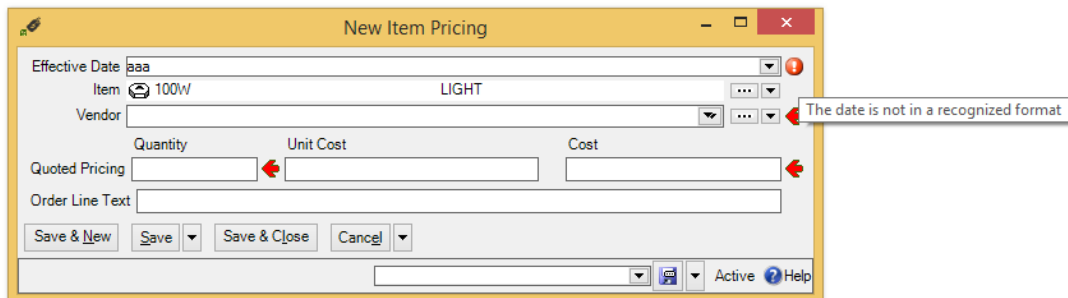 New Item Pricing
Effective Date aaa
Item 100W LIGHT
Vendor
The date is not in a recognized format
Quantity Unit Cost Cost
Quoted Pricing
Order Line Text
Save & New Save Save & Close Cancel
Active Help